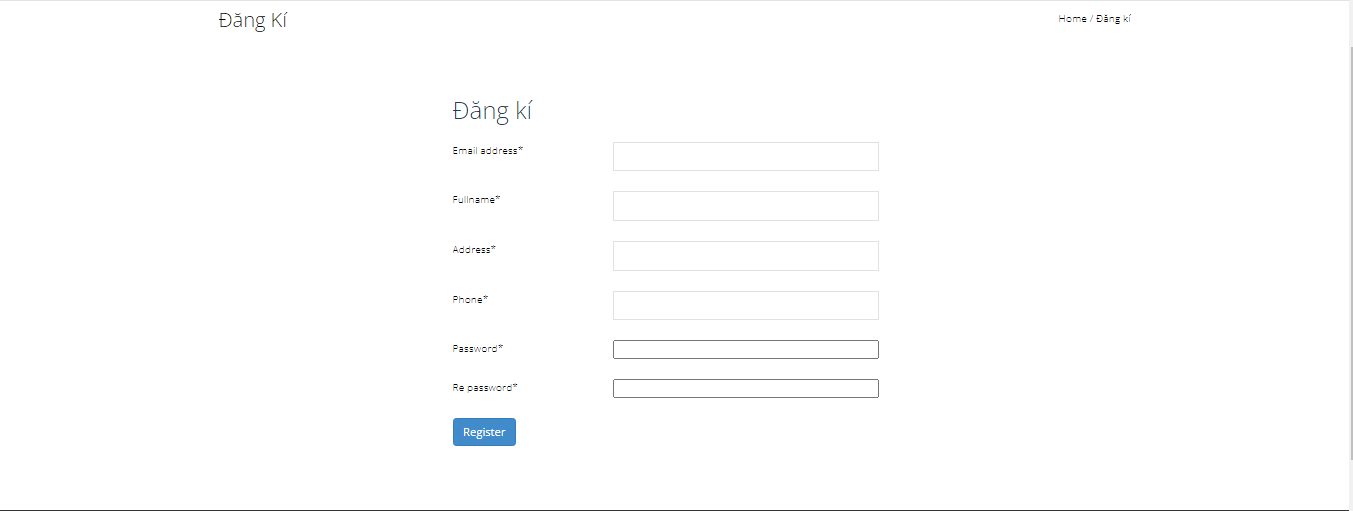 Đăng Kí
Home / Đăng kí
Đăng kí
Email address*
Fullname*
Address*
Phone*
Password*
Re password*
Register